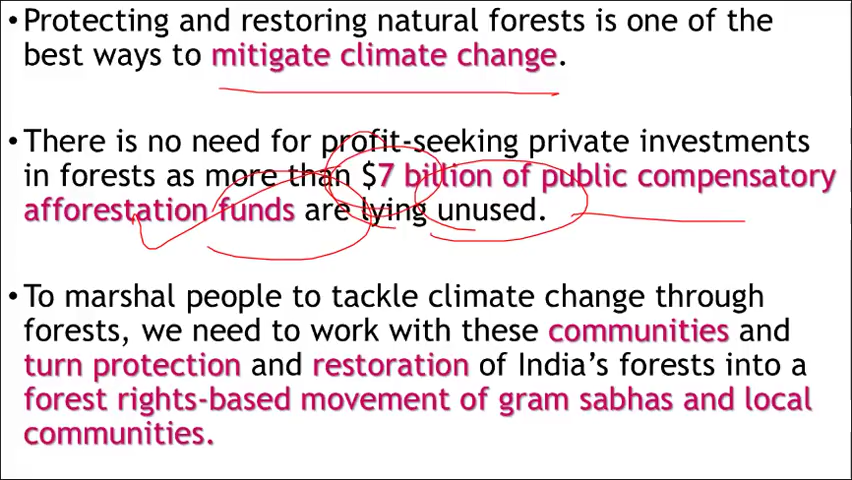 • Protecting and restoring natural forests is one of the
best ways to mitigate climate change.
• There is no need for profit-seeking private investments
in forests as more than $7 billion of public compensatory
afforestation funds are lying unused.
• To marshal people to tackle climate change through
forests, we need to work with these communities and
turn protection and restoration of India's forests into a
forest rights-based movement of gram sabhas and local
communities.